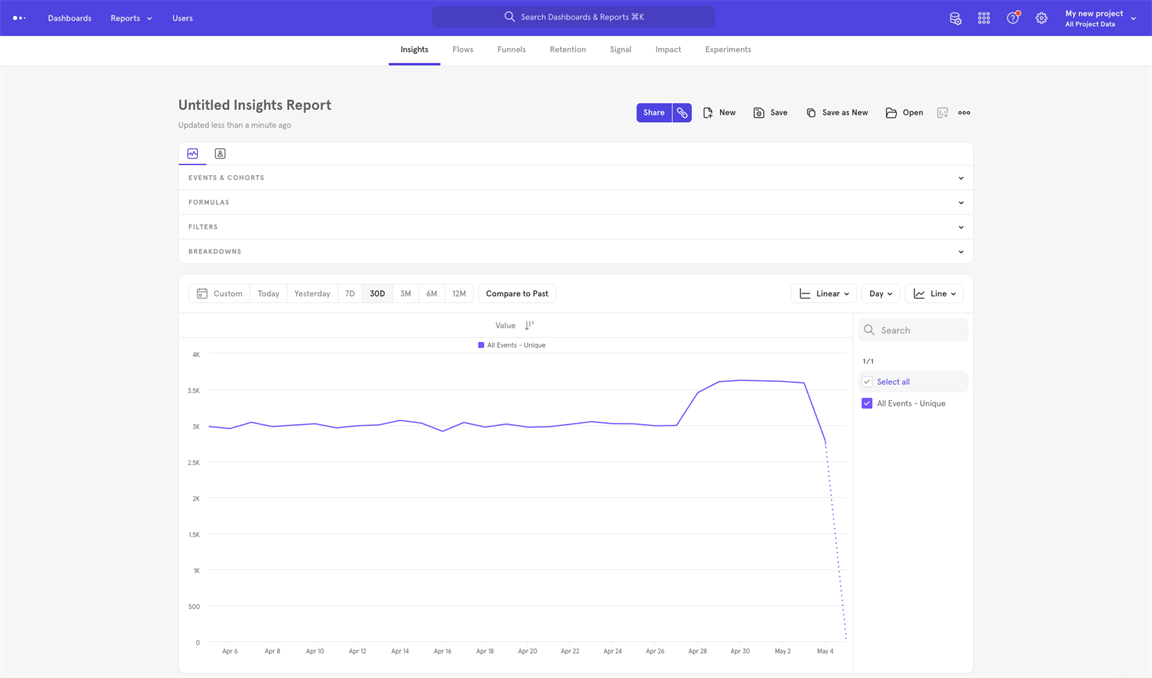 Dashboards Reports Users Search Dashboards & Reports ⌘K My new project
All Project Data
Insights Flows Funnels Retention Signal Impact Experiments
Untitled Insights Report
Updated less than a minute ago
Share New Save Save as New Open
EVENTS & COHORTS
FORMULAS
FILTERS
BREAKDOWNS
Custom Today Yesterday 7D 30D 3M 6M 12M Compare to Past Linear Day Line
Value
All Events - Unique
4K
3.5K
3K
2.5K
2K
1.5K
1K
500
0
Apr 6 Apr 8 Apr 10 Apr 12 Apr 14 Apr 16 Apr 18 Apr 20 Apr 22 Apr 24 Apr 26 Apr 28 Apr 30 May 2 May 4
Search
1/1
Select all
All Events - Unique